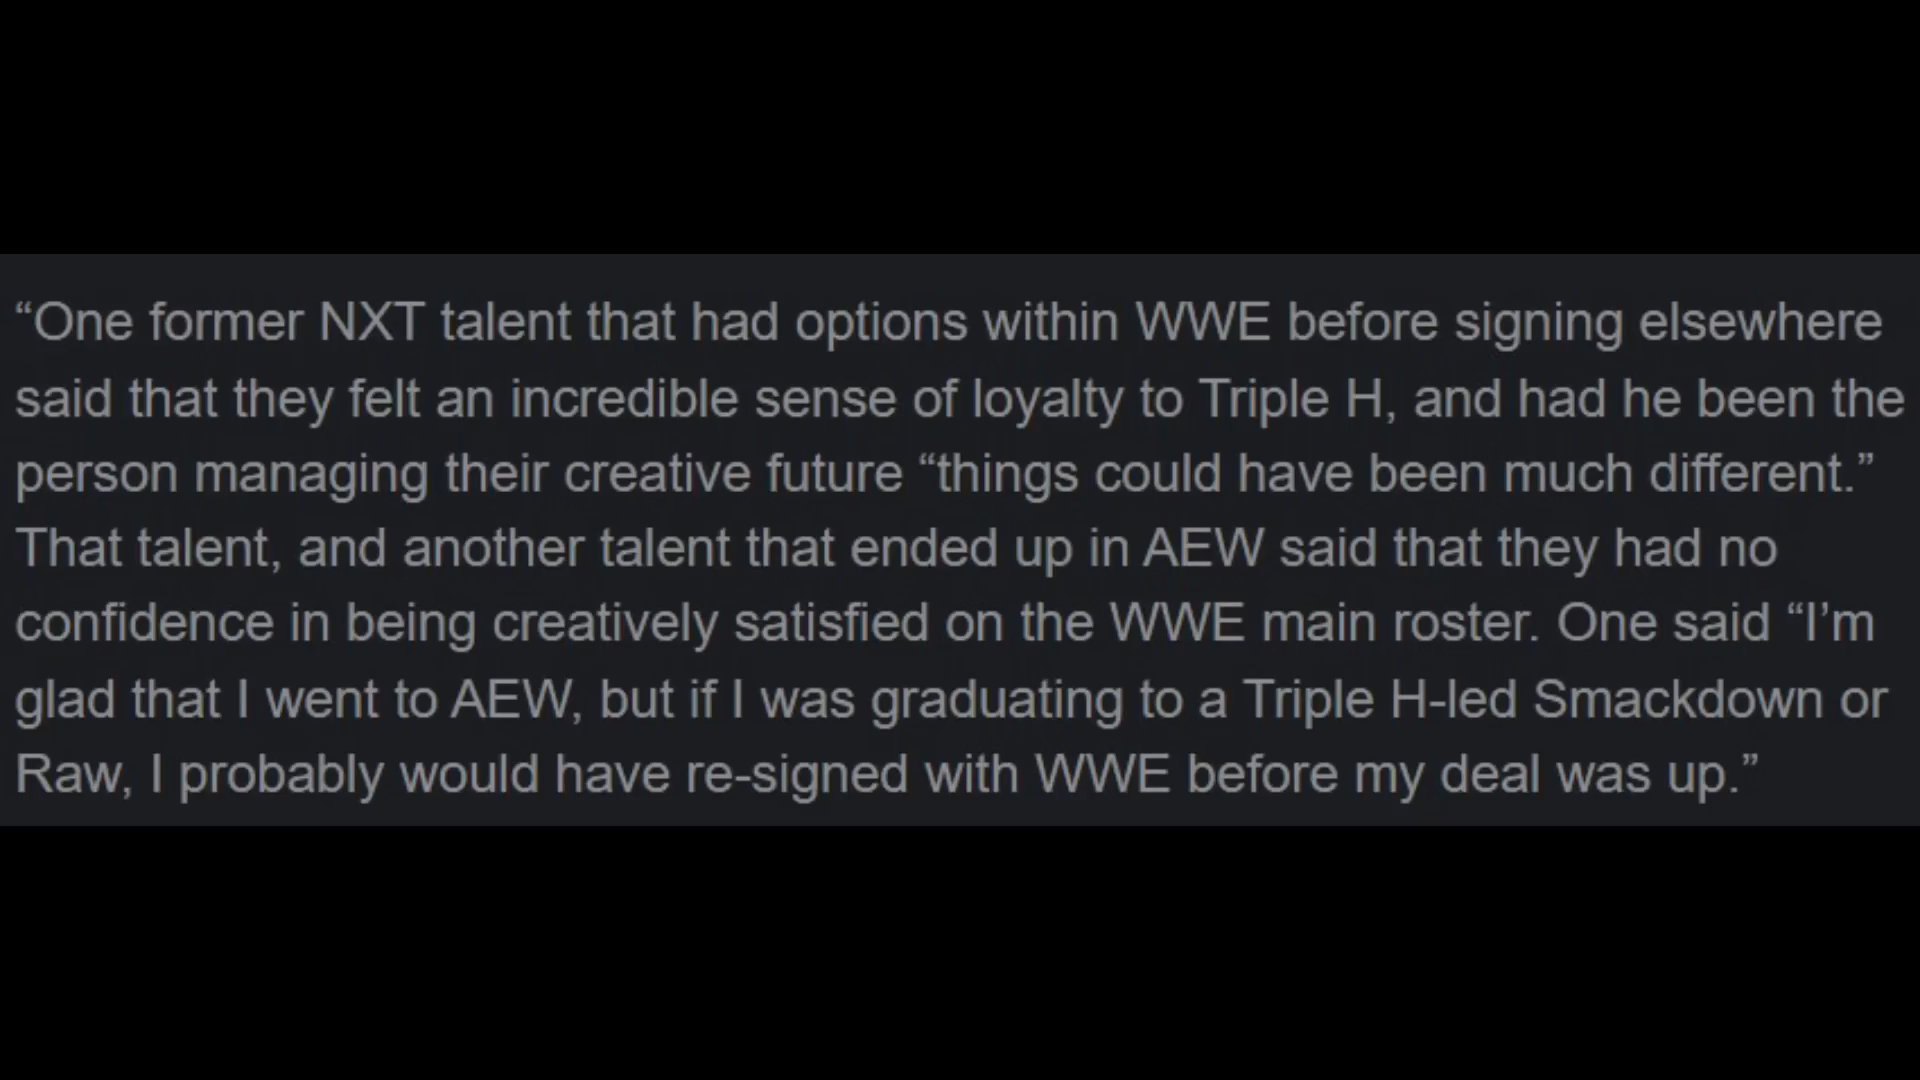 “One former NXT talent that had options within WWE before signing elsewhere
said that they felt an incredible sense of loyalty to Triple H, and had he been the
person managing their creative future “things could have been much different.”
That talent, and another talent that ended up in AEW said that they had no
confidence in being creatively satisfied on the WWE main roster. One said “I’m
glad that I went to AEW, but if I was graduating to a Triple H-led Smackdown or
Raw, I probably would have re-signed with WWE before my deal was up.”